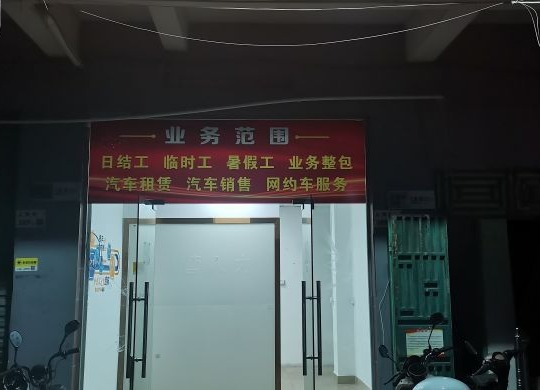 业务范围
日结工 临时工 暑假工 业务整包
汽车租赁 汽车销售 网约车服务